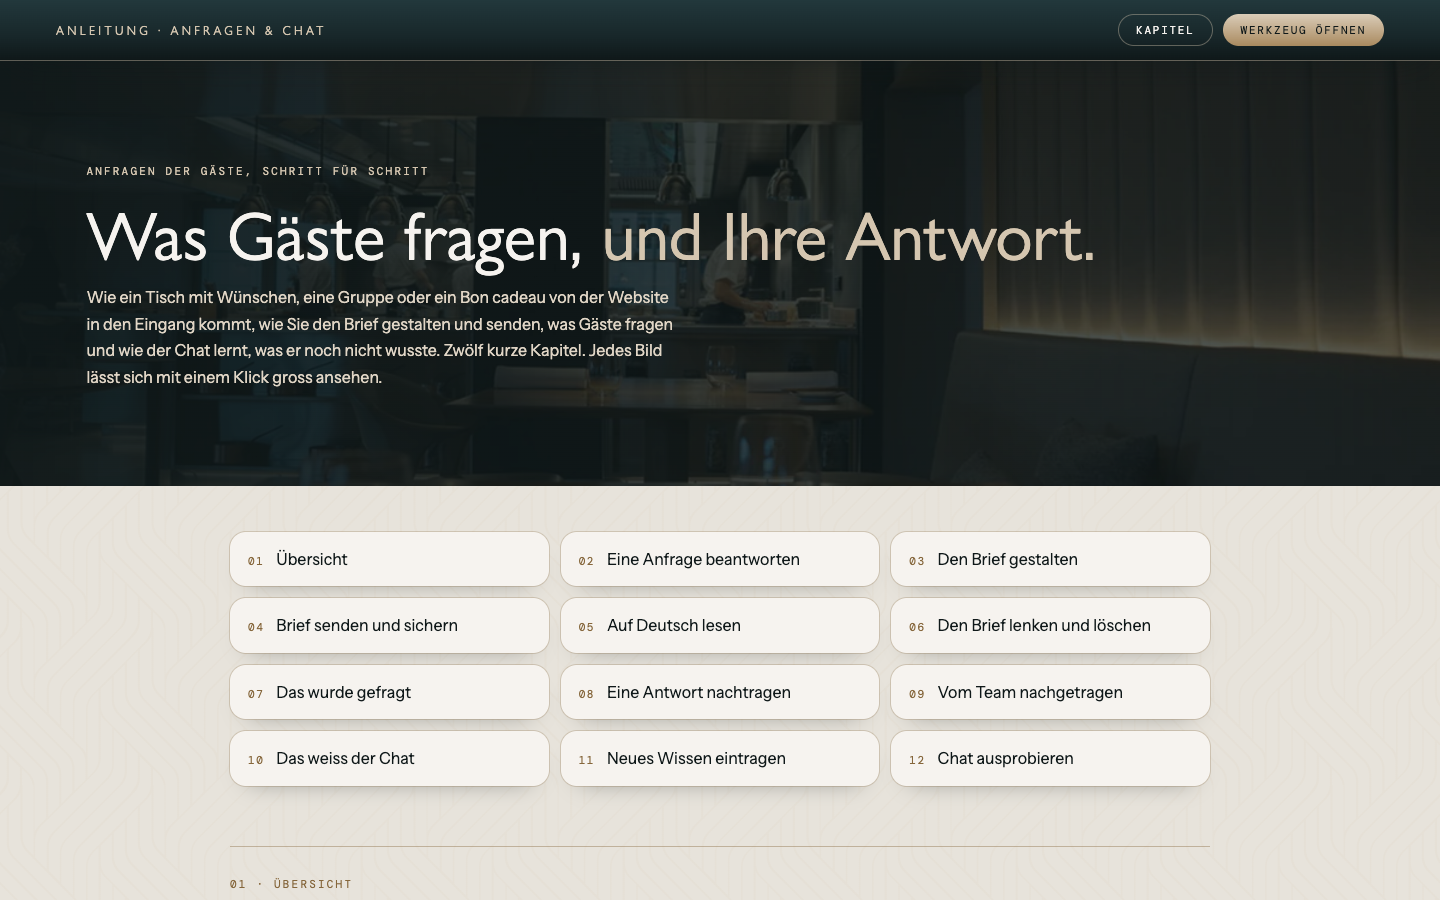 ANLEITUNG · ANFRAGEN & CHAT
KAPITEL
WERKZEUG ÖFFNEN
ANFRAGEN DER GÄSTE, SCHRITT FÜR SCHRITT
Was Gäste fragen, und Ihre Antwort.
Wie ein Tisch mit Wünschen, eine Gruppe oder ein Bon cadeau von der Website
in den Eingang kommt, wie Sie den Brief gestalten und senden, was Gäste fragen
und wie der Chat lernt, was er noch nicht wusste. Zwölf kurze Kapitel. Jedes Bild
lässt sich mit einem Klick gross ansehen.
01 Übersicht
02 Eine Anfrage beantworten
03 Den Brief gestalten
04 Brief senden und sichern
05 Auf Deutsch lesen
06 Den Brief lenken und löschen
07 Das wurde gefragt
08 Eine Antwort nachtragen
09 Vom Team nachgetragen
10 Das weiss der Chat
11 Neues Wissen eintragen
12 Chat ausprobieren
01 · ÜBERSICHT